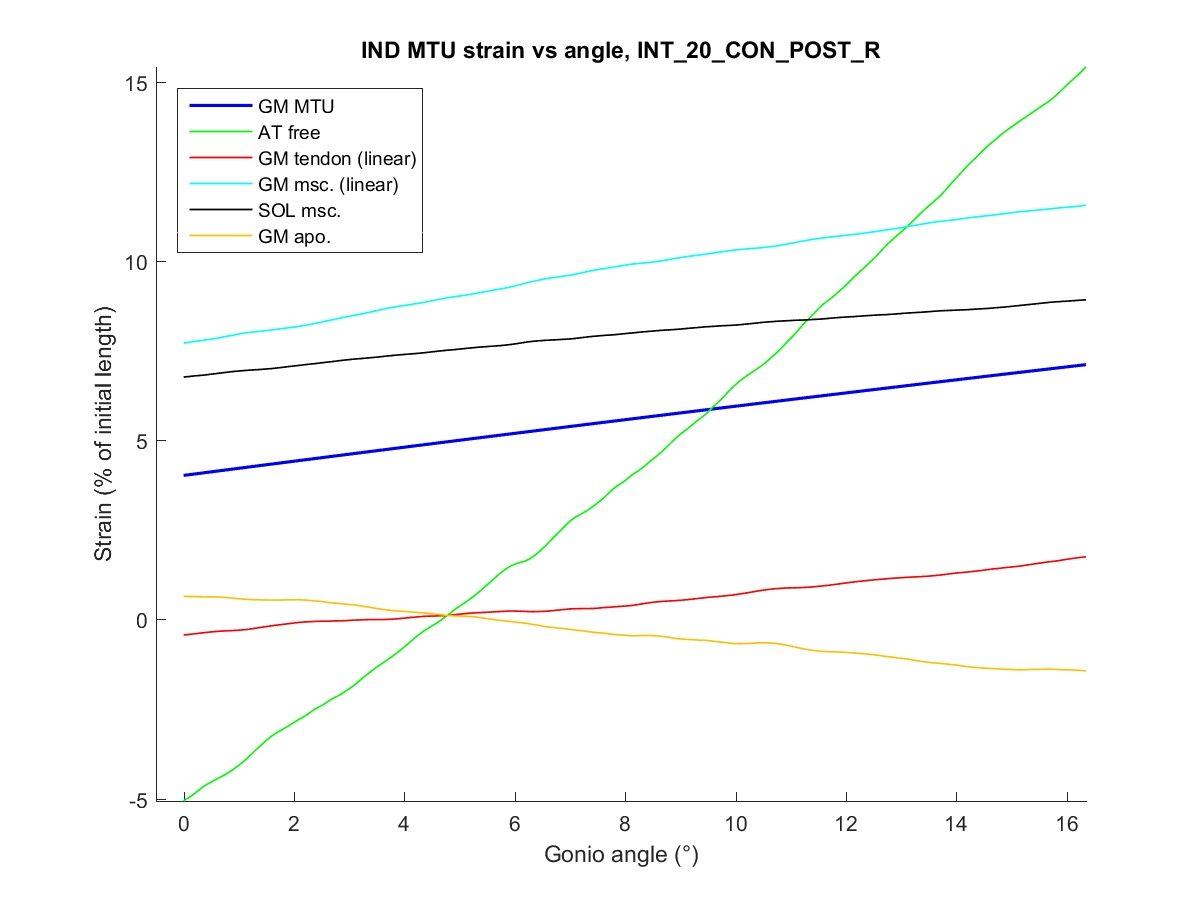 IND MTU strain vs angle, INT_20_CON_POST_R
15
10
5
0
-5
Strain (% of initial length)
GM MTU
AT free
GM tendon (linear)
GM msc. (linear)
SOL msc.
GM apo.
0 2 4 6 8 10 12 14 16
Gonio angle (°)